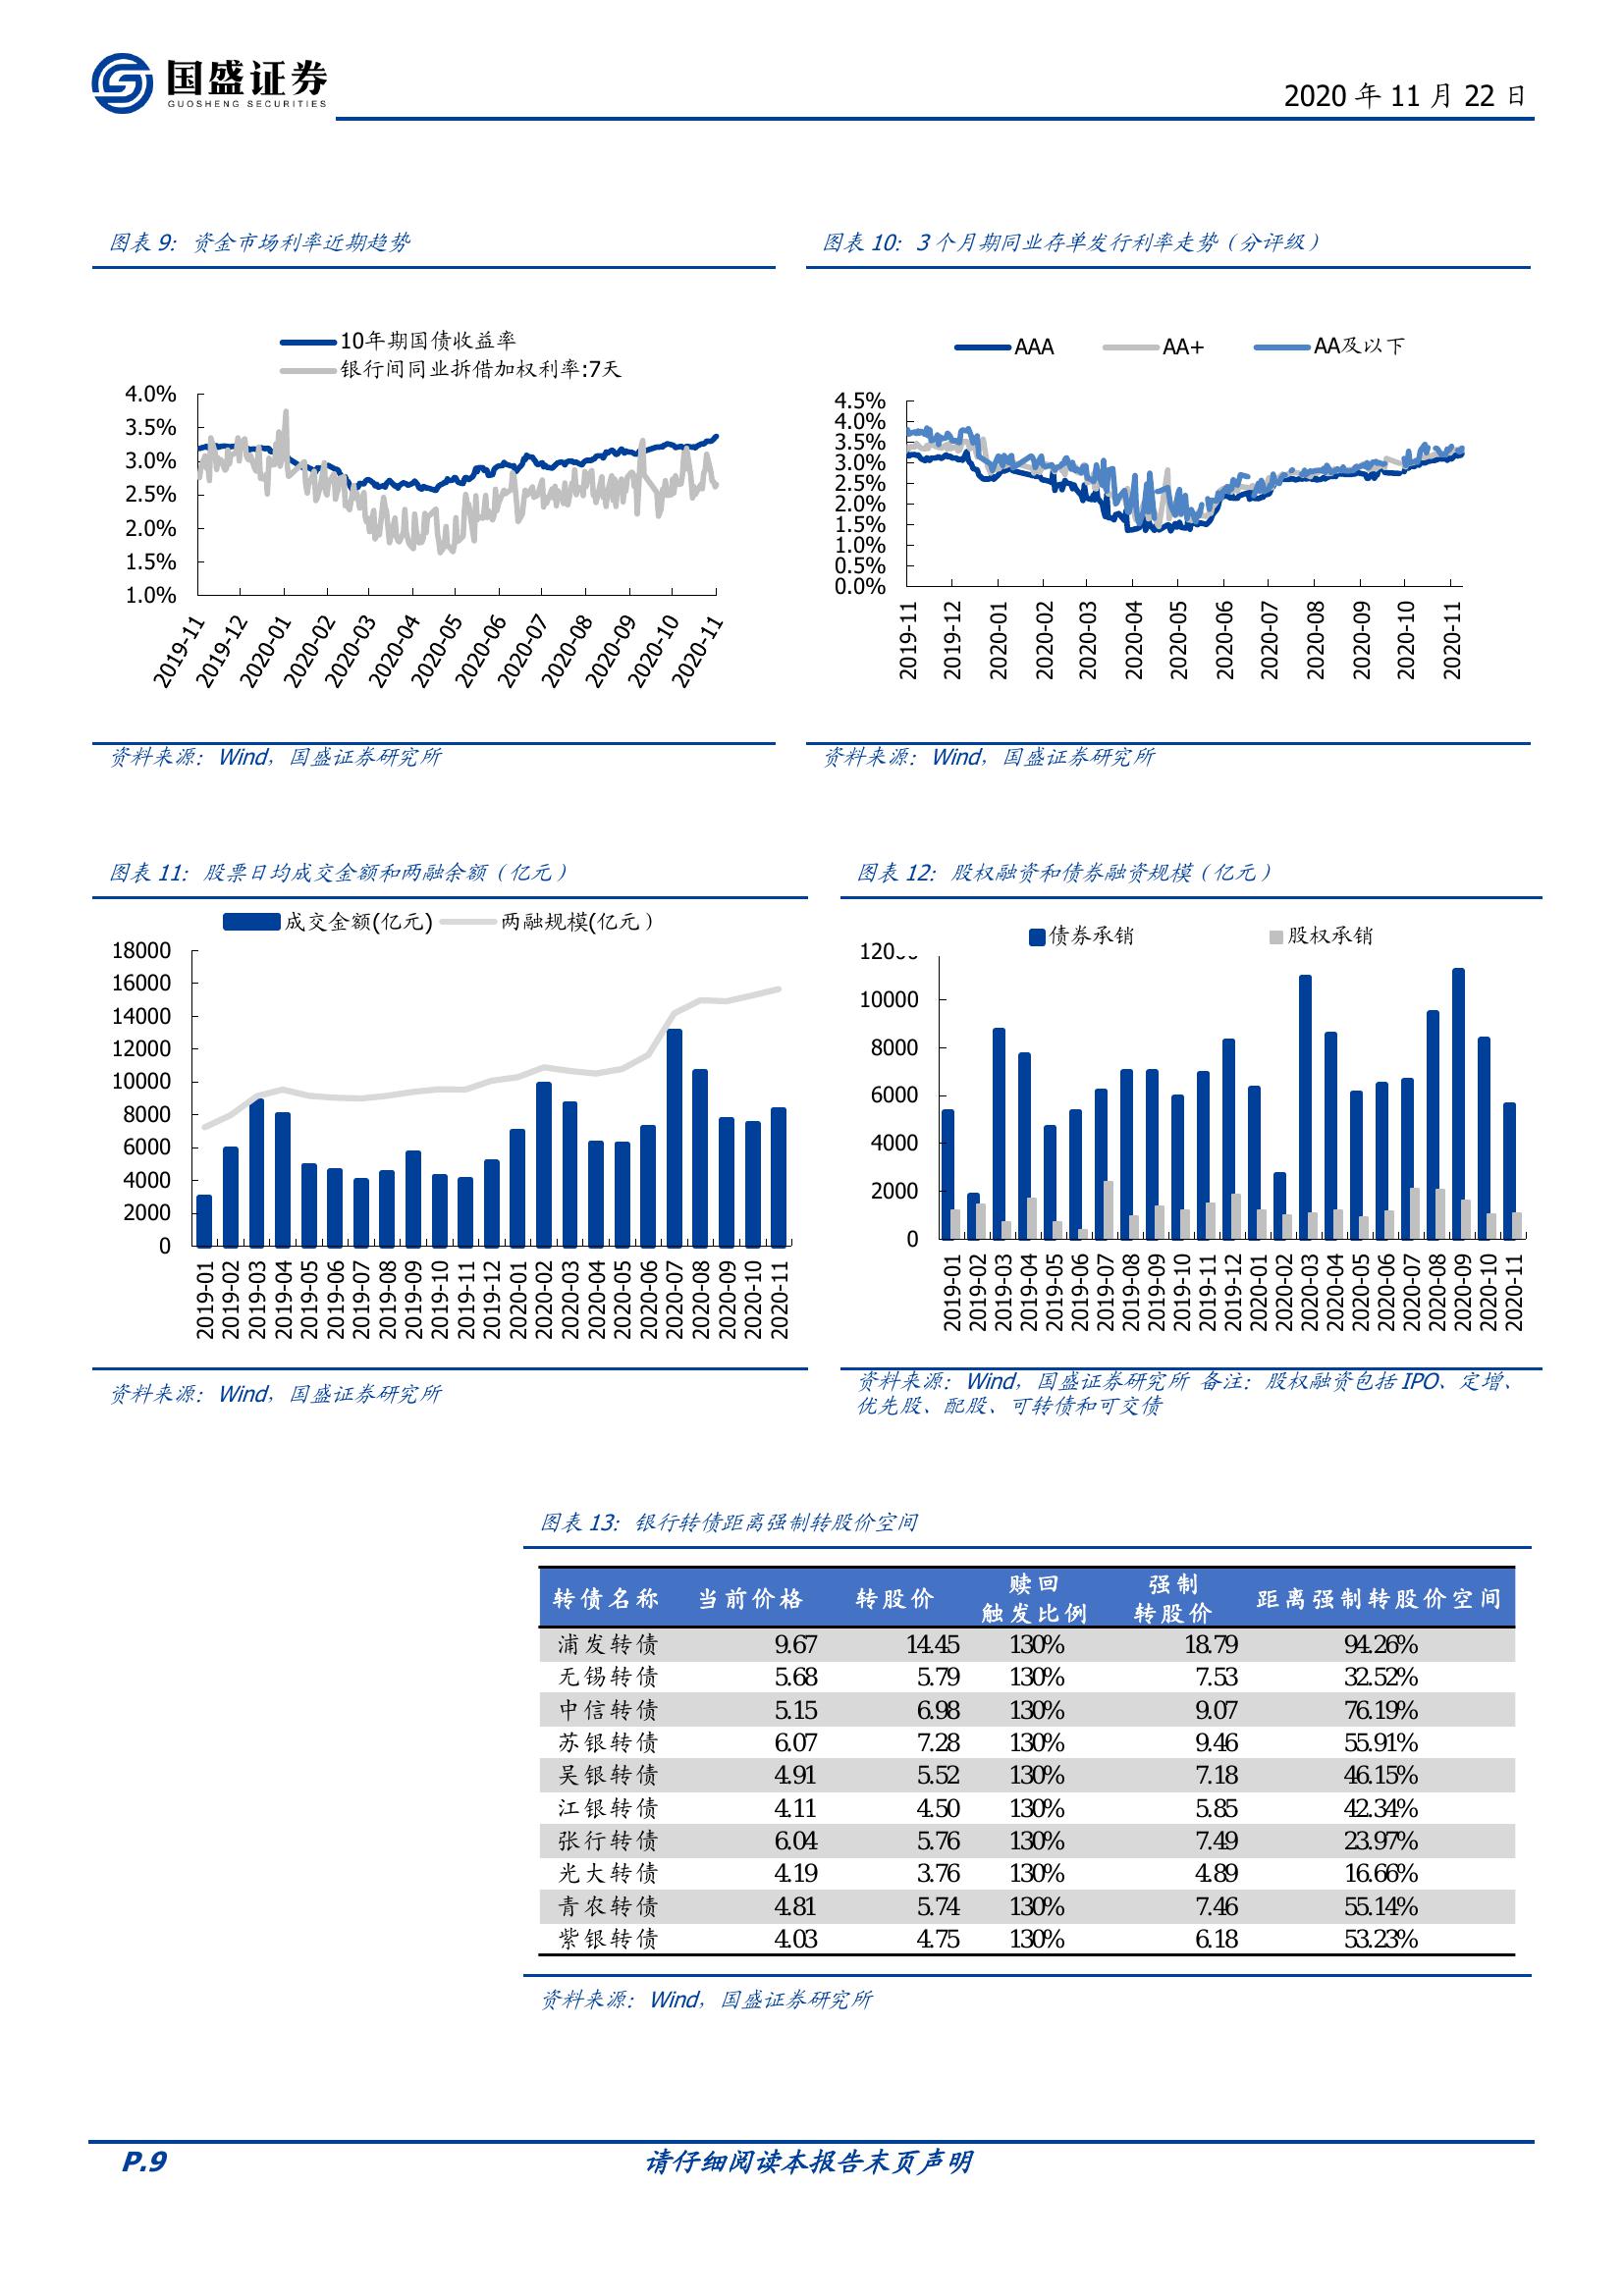 国盛证券
GUOSHENG SECURITIES
2020 年 11 月 22 日
图表 9：资金市场利率近期趋势
10年期国债收益率
银行间同业拆借加权利率:7天
4.0%
3.5%
3.0%
2.5%
2.0%
1.5%
1.0%
2019-11 2019-12 2020-01 2020-02 2020-03 2020-04 2020-05 2020-06 2020-07 2020-08 2020-09 2020-10 2020-11
资料来源：Wind，国盛证券研究所
图表 10：3 个月期同业存单发行利率走势（分评级）
AAA AA+ AA及以下
4.5%
4.0%
3.5%
3.0%
2.5%
2.0%
1.5%
1.0%
0.5%
0.0%
2019-11 2019-12 2020-01 2020-02 2020-03 2020-04 2020-05 2020-06 2020-07 2020-08 2020-09 2020-10 2020-11
资料来源：Wind，国盛证券研究所
图表 11：股票日均成交金额和两融余额（亿元）
成交金额(亿元) 两融规模(亿元）
18000
16000
14000
12000
10000
8000
6000
4000
2000
0
2019-01 2019-02 2019-03 2019-04 2019-05 2019-06 2019-07 2019-08 2019-09 2019-10 2019-11 2019-12 2020-01 2020-02 2020-03 2020-04 2020-05 2020-06 2020-07 2020-08 2020-09 2020-10 2020-11
资料来源：Wind，国盛证券研究所
图表 12：股权融资和债券融资规模（亿元）
债券承销 股权承销
12000
10000
8000
6000
4000
2000
0
2019-01 2019-02 2019-03 2019-04 2019-05 2019-06 2019-07 2019-08 2019-09 2019-10 2019-11 2019-12 2020-01 2020-02 2020-03 2020-04 2020-05 2020-06 2020-07 2020-08 2020-09 2020-10 2020-11
资料来源：Wind，国盛证券研究所 备注：股权融资包括 IPO、定增、
优先股、配股、可转债和可交债
图表 13：银行转债距离强制转股价空间
转债名称 当前价格 转股价 赎回触发比例 强制转股价 距离强制转股价空间
浦发转债 9.67 14.45 130% 18.79 94.26%
无锡转债 5.68 5.79 130% 7.53 32.52%
中信转债 5.15 6.98 130% 9.07 76.19%
苏银转债 6.07 7.28 130% 9.46 55.91%
吴银转债 4.91 5.52 130% 7.18 46.15%
江银转债 4.11 4.50 130% 5.85 42.34%
张行转债 6.04 5.76 130% 7.49 23.97%
光大转债 4.19 3.76 130% 4.89 16.66%
青农转债 4.81 5.74 130% 7.46 55.14%
紫银转债 4.03 4.75 130% 6.18 53.23%
资料来源：Wind，国盛证券研究所
P.9
请仔细阅读本报告末页声明